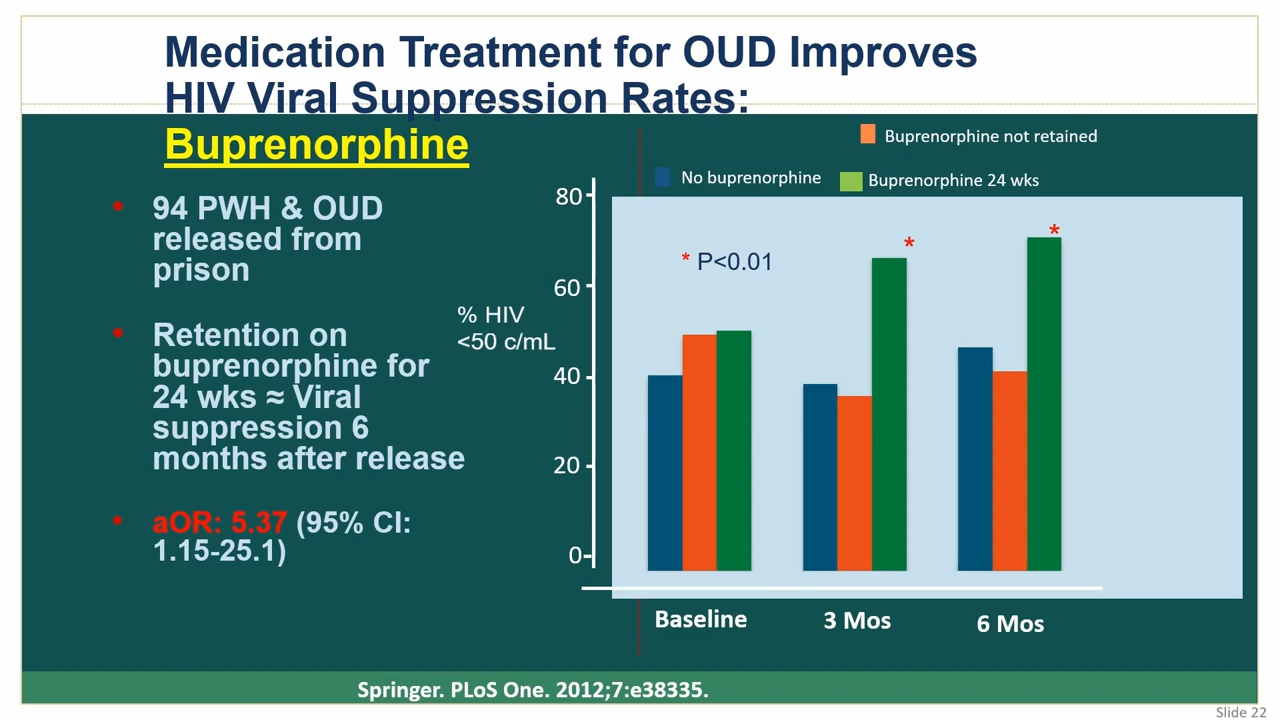 Medication Treatment for OUD Improves
HIV Viral Suppression Rates:
Buprenorphine
94 PWH & OUD
released from
prison
Retention on
buprenorphine for
24 wks ≈ Viral
suppression 6
months after release
aOR: 5.37 (95% CI:
1.15-25.1)
Buprenorphine not retained
No buprenorphine
Buprenorphine 24 wks
80
60
40
20
0
% HIV
<50 c/mL
* P<0.01
*
*
Baseline
3 Mos
6 Mos
Springer. PLoS One. 2012;7:e38335.
Slide 22